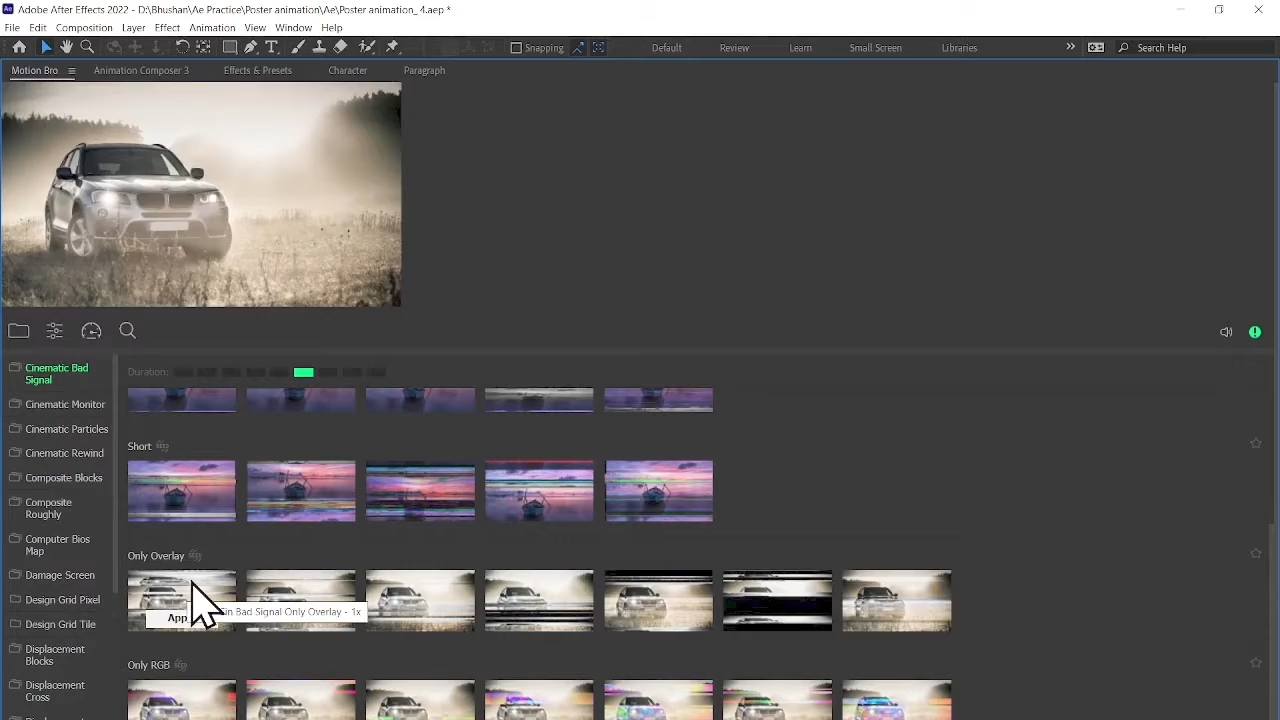 Adobe After Effects 2022 - D:\Bhushan\Ae Practice\Poster animation\Ae\Poster animation_ 4.aep *
File Edit Composition Layer Effect Animation View Window Help
Snapping Default Review Learn Small Screen Libraries Search Help
Motion Bro Animation Composer 3 Effects & Presets Character Paragraph
Cinematic Bad
Signal
Cinematic Monitor
Cinematic Particles
Cinematic Rewind
Composite Blocks
Composite
Roughly
Computer Bios
Map
Damage Screen
Design Grid Pixel
Design Grid Tile
Displacement
Blocks
Displacement
Cross
Duration:
Short
Only Overlay
Bad Signal Only Overlay - 1x
Only RGB